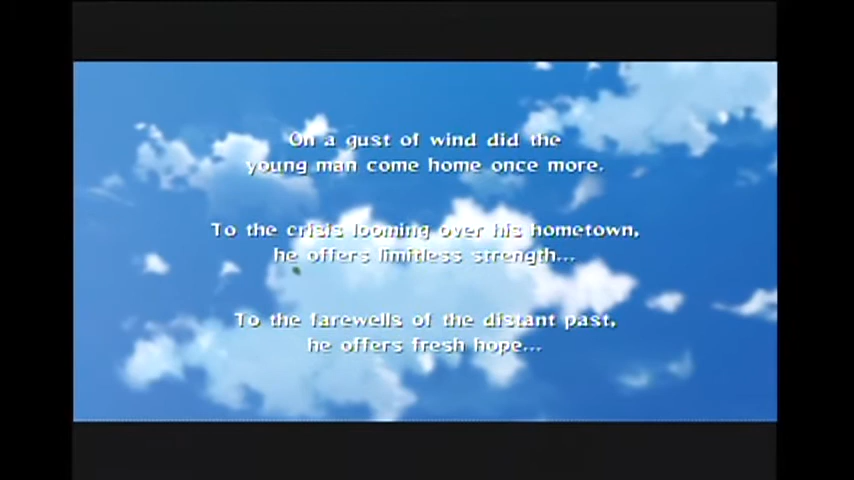 On a gust of wind did the
young man come home once more.
To the crisis looming over his hometown,
he offers limitless strength...
To the farewells of the distant past,
he offers fresh hope...